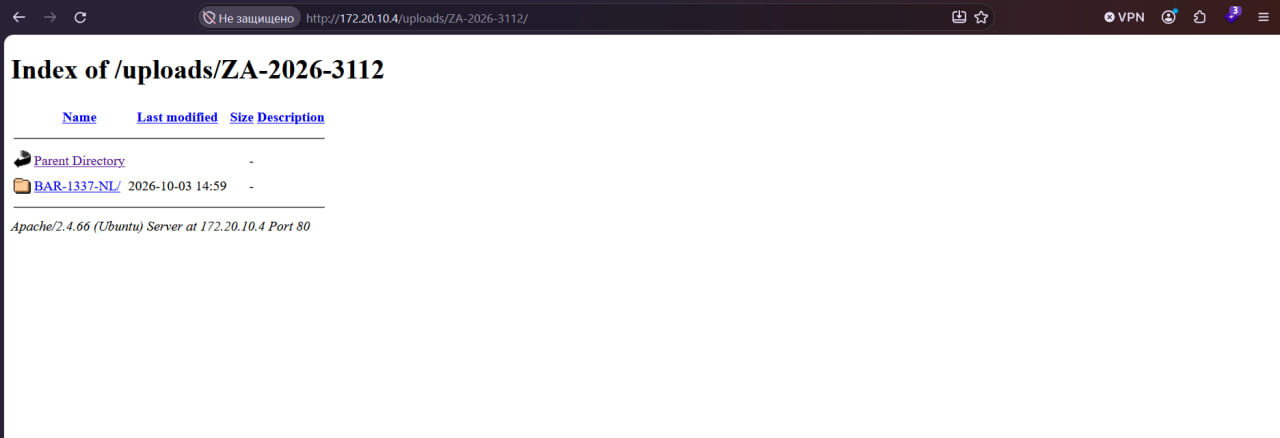 Не защищено http://172.20.10.4/uploads/ZA-2026-3112/ VPN 3
Index of /uploads/ZA-2026-3112
Name Last modified Size Description
Parent Directory -
BAR-1337-NL/ 2026-10-03 14:59 -
Apache/2.4.66 (Ubuntu) Server at 172.20.10.4 Port 80